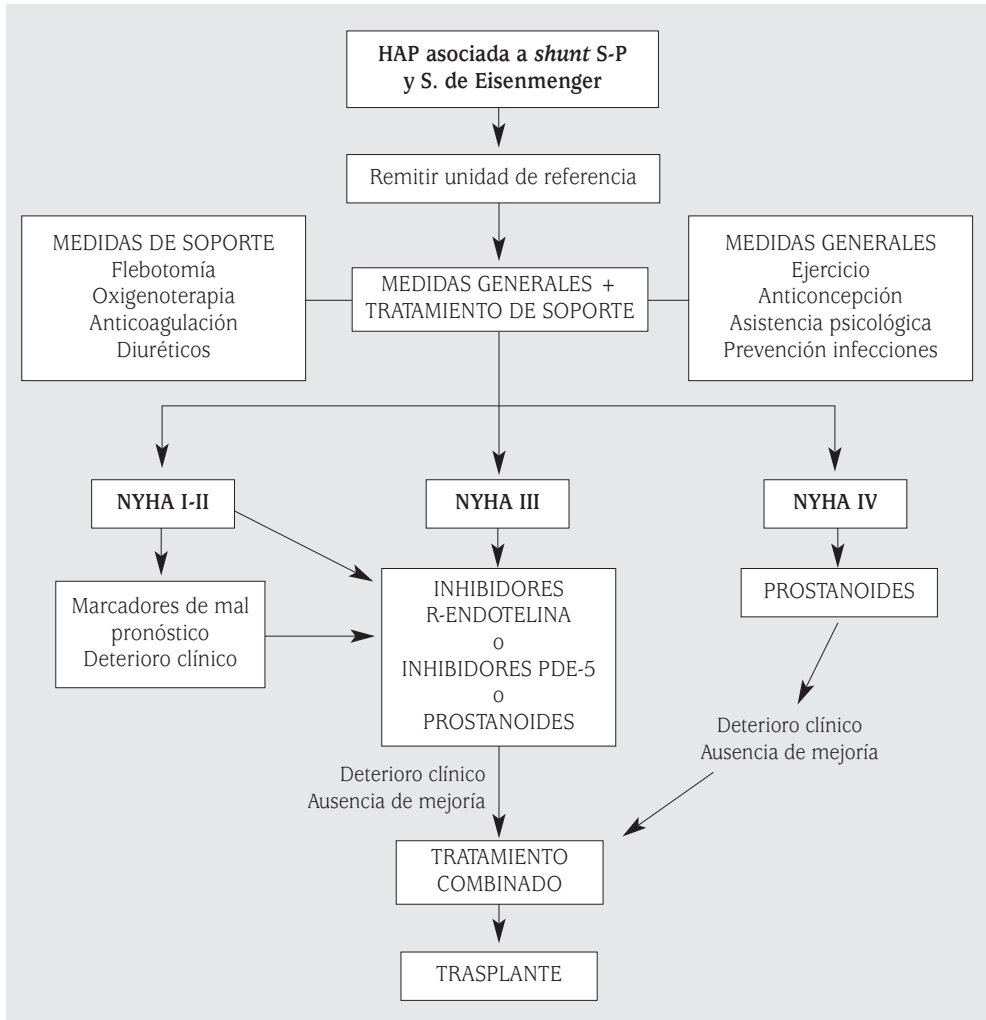 HAP asociada a shunt S-P
y S. de Eisenmenger
Remitir unidad de referencia
MEDIDAS DE SOPORTE
Flebotomía
Oxigenoterapia
Anticoagulación
Diuréticos
MEDIDAS GENERALES +
TRATAMIENTO DE SOPORTE
MEDIDAS GENERALES
Ejercicio
Anticoncepción
Asistencia psicológica
Prevención infecciones
NYHA I-II
NYHA III
NYHA IV
Marcadores de mal
pronóstico
Deterioro clínico
INHIBIDORES
R-ENDOTELINA
o
INHIBIDORES PDE-5
o
PROSTANOIDES
PROSTANOIDES
Deterioro clínico
Ausencia de mejoría
Deterioro clínico
Ausencia de mejoría
TRATAMIENTO
COMBINADO
TRASPLANTE